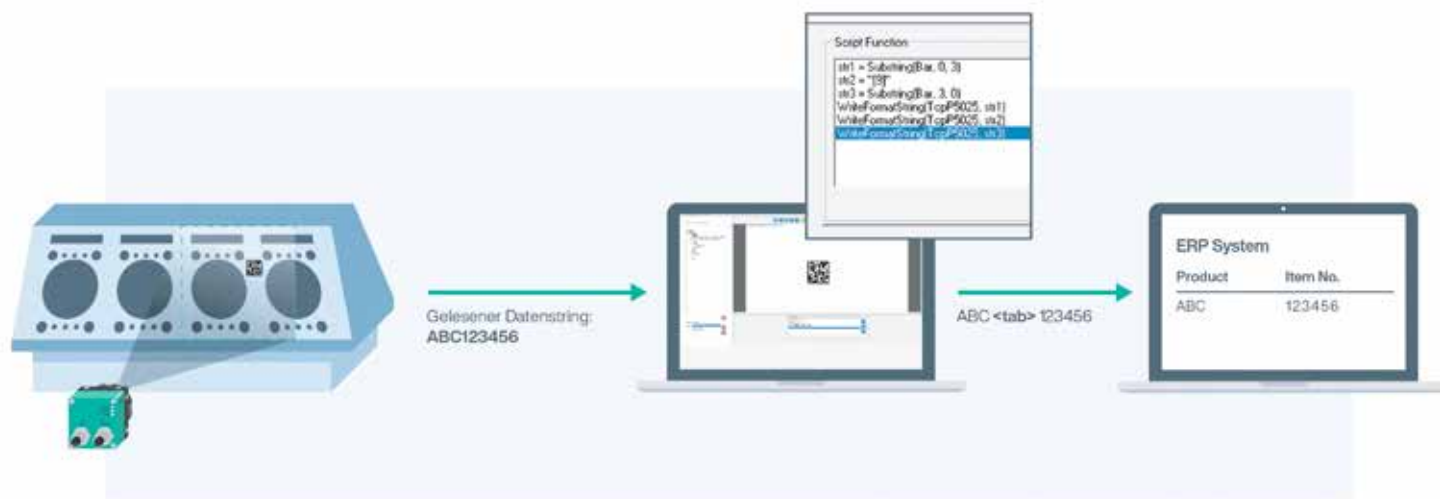 Script Function
str1 = Substring(Bar, 0, 3)
str2 = "[9]"
str3 = Substring(Bar, 3, 0)
WriteFormatString(TcpP5025, str1)
WriteFormatString(TcpP5025, str2)
WriteFormatString(TcpP5025, str3)
Gelesener Datenstring:
ABC123456
ABC <tab> 123456
ERP System
Product Item No.
ABC 123456